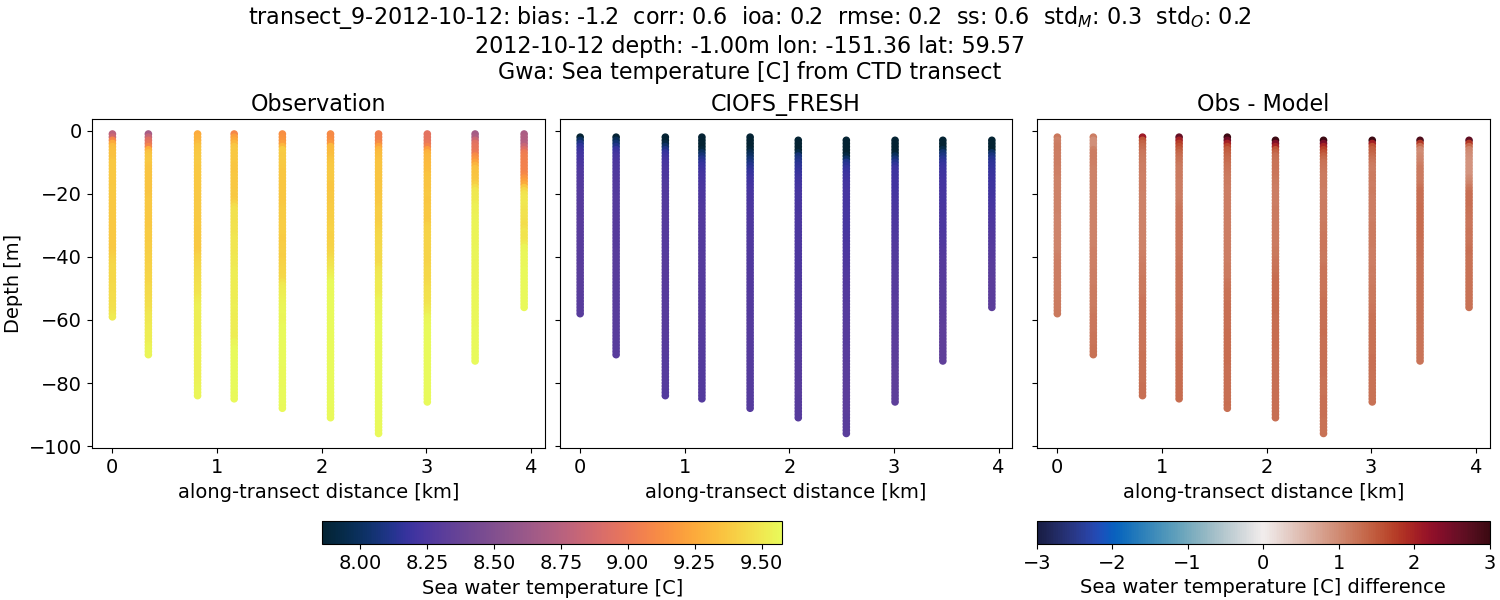 transect_9-2012-10-12: bias: -1.2  corr: 0.6  ioa: 0.2  rmse: 0.2  ss: 0.6  std_M: 0.3  std_O: 0.2
2012-10-12 depth: -1.00m lon: -151.36 lat: 59.57
Gwa: Sea temperature [C] from CTD transect
Observation
CIOFS_FRESH
Obs - Model
Depth [m]
0
−20
−40
−60
−80
−100
0 1 2 3 4
0 1 2 3 4
0 1 2 3 4
along-transect distance [km]
along-transect distance [km]
along-transect distance [km]
8.00 8.25 8.50 8.75 9.00 9.25 9.50
Sea water temperature [C]
−3 −2 −1 0 1 2 3
Sea water temperature [C] difference